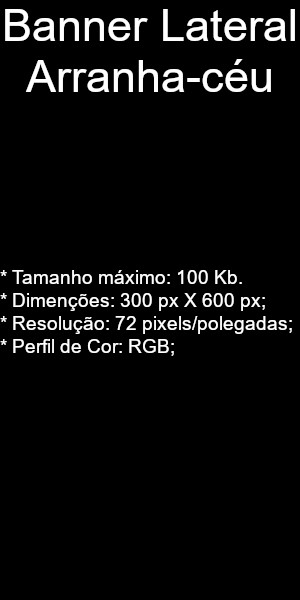 Banner Lateral
Arranha-céu
* Tamanho máximo: 100 Kb.
* Dimenções: 300 px X 600 px;
* Resolução: 72 pixels/polegadas;
* Perfil de Cor: RGB;